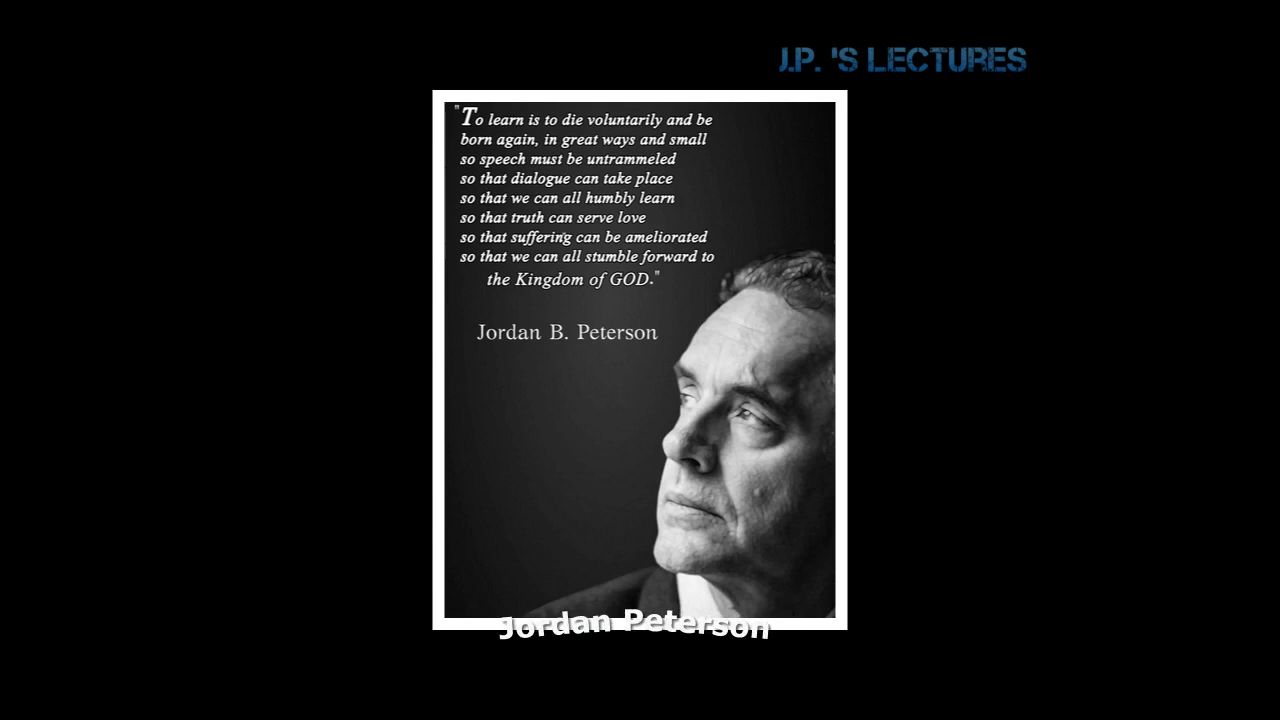 J.P. 'S LECTURES
"To learn is to die voluntarily and be
born again, in great ways and small
so speech must be untrammeled
so that dialogue can take place
so that we can all humbly learn
so that truth can serve love
so that suffering can be ameliorated
so that we can all stumble forward to
the Kingdom of GOD."
Jordan B. Peterson
Jordan Peterson